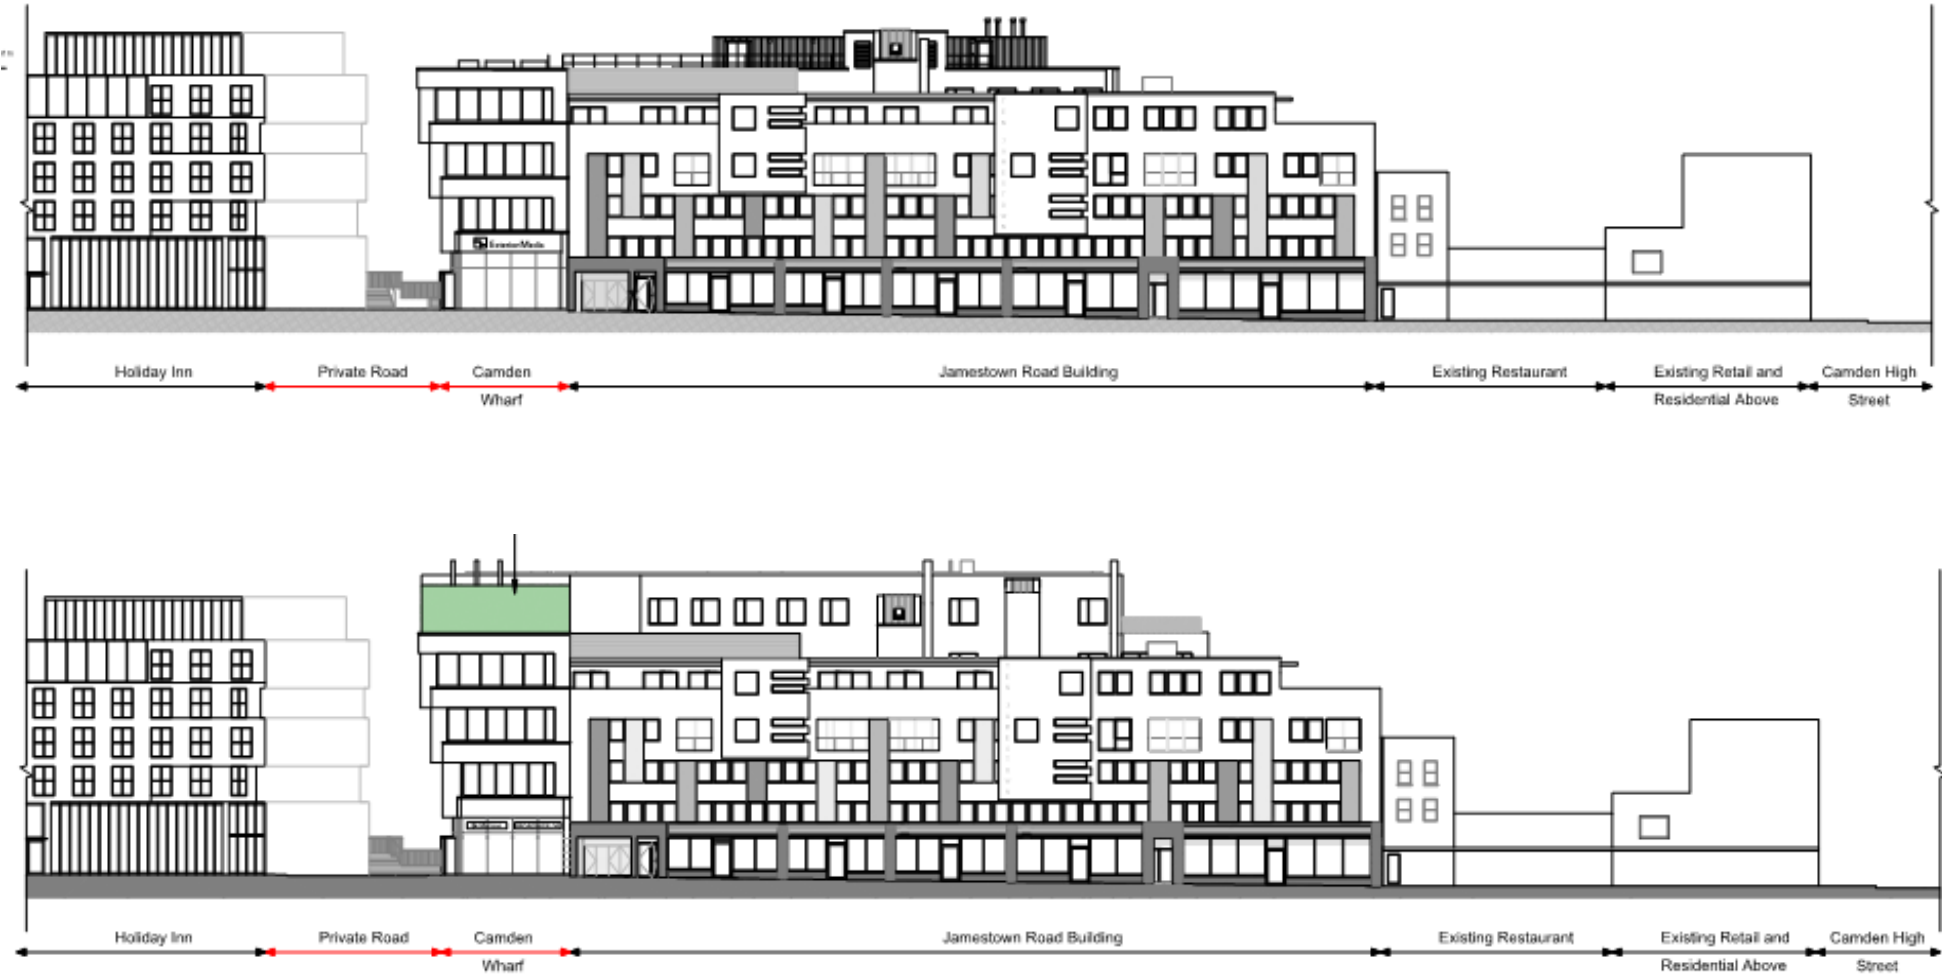 ExterionMedia
Holiday Inn
Private Road
Camden
Wharf
Jamestown Road Building
Existing Restaurant
Existing Retail and
Residential Above
Camden High
Street
Holiday Inn
Private Road
Camden
Wharf
Jamestown Road Building
Existing Restaurant
Existing Retail and
Residential Above
Camden High
Street